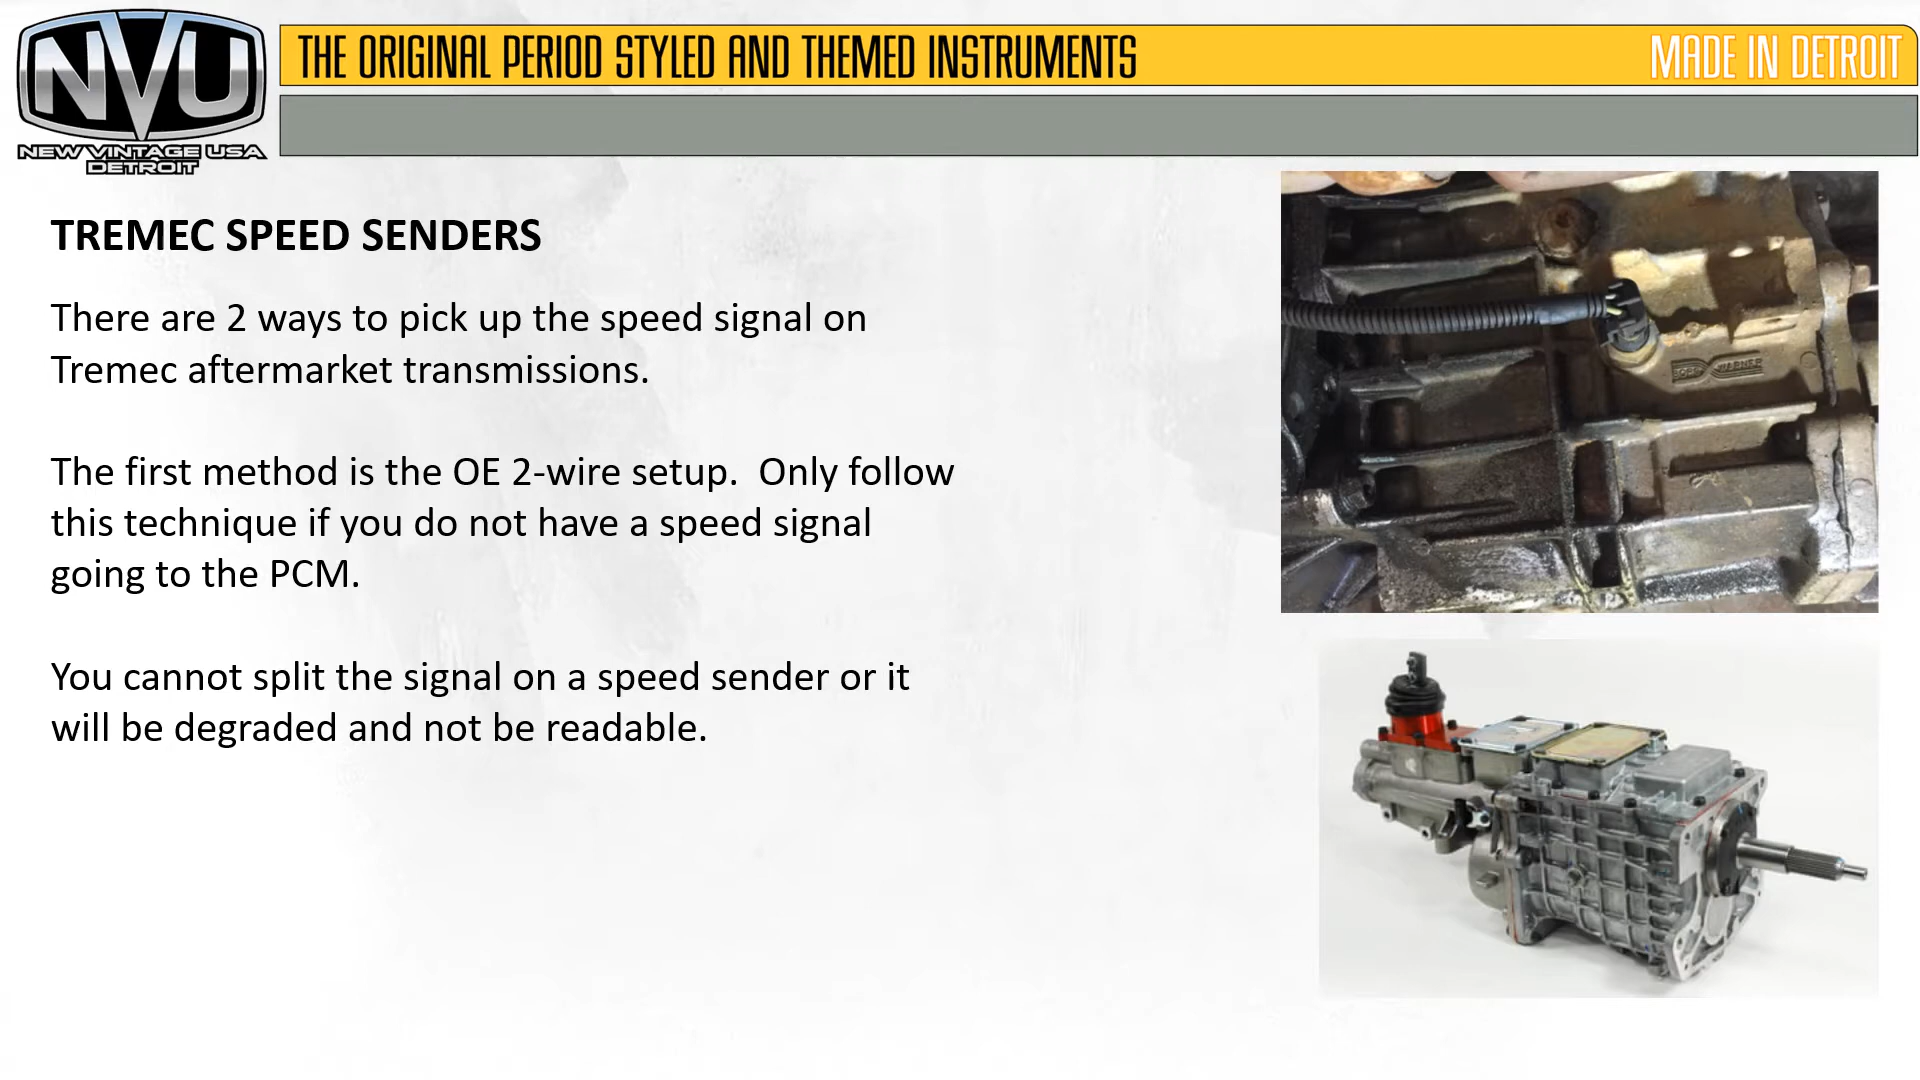 NVU
NEW VINTAGE USA
DETROIT
THE ORIGINAL PERIOD STYLED AND THEMED INSTRUMENTS
MADE IN DETROIT
TREMEC SPEED SENDERS
There are 2 ways to pick up the speed signal on
Tremec aftermarket transmissions.
The first method is the OE 2-wire setup.  Only follow
this technique if you do not have a speed signal
going to the PCM.
You cannot split the signal on a speed sender or it
will be degraded and not be readable.
BORG WARNER